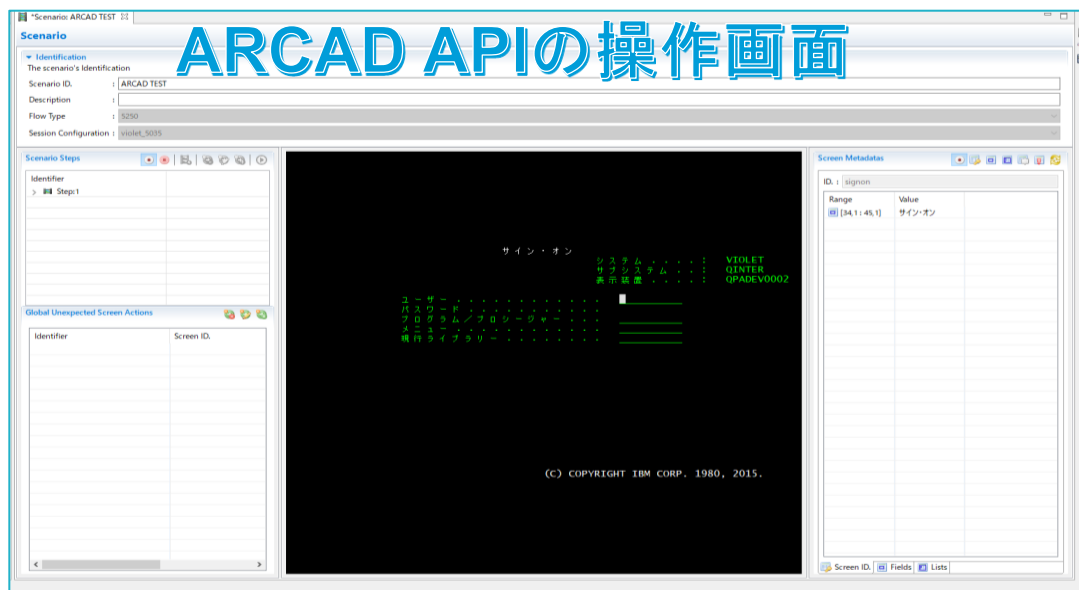 *Scenario: ARCAD TEST
Scenario
ARCAD APIの操作画面
Identification
The scenario's Identification
Scenario ID. : ARCAD TEST
Description :
Flow Type : 5250
Session Configuration : violet_5035
Scenario Steps
Identifier
Step:1
Global Unexpected Screen Actions
Identifier Screen ID.
サイン・オン
システム . . . . : VIOLET
サブシステム . . : QINTER
表示装置 . . . . : QPADEV0002
ユーザー . . . . . . . . . . . .
パスワード . . . . . . . . . . .
プログラム/プロシージャー . . .
メニュー . . . . . . . . . . . .
現行ライブラリー . . . . . . . .
(C) COPYRIGHT IBM CORP. 1980, 2015.
Screen Metadatas
ID. : signon
Range Value
[34,1 : 45,1] サイン・オン
Screen ID. Fields Lists